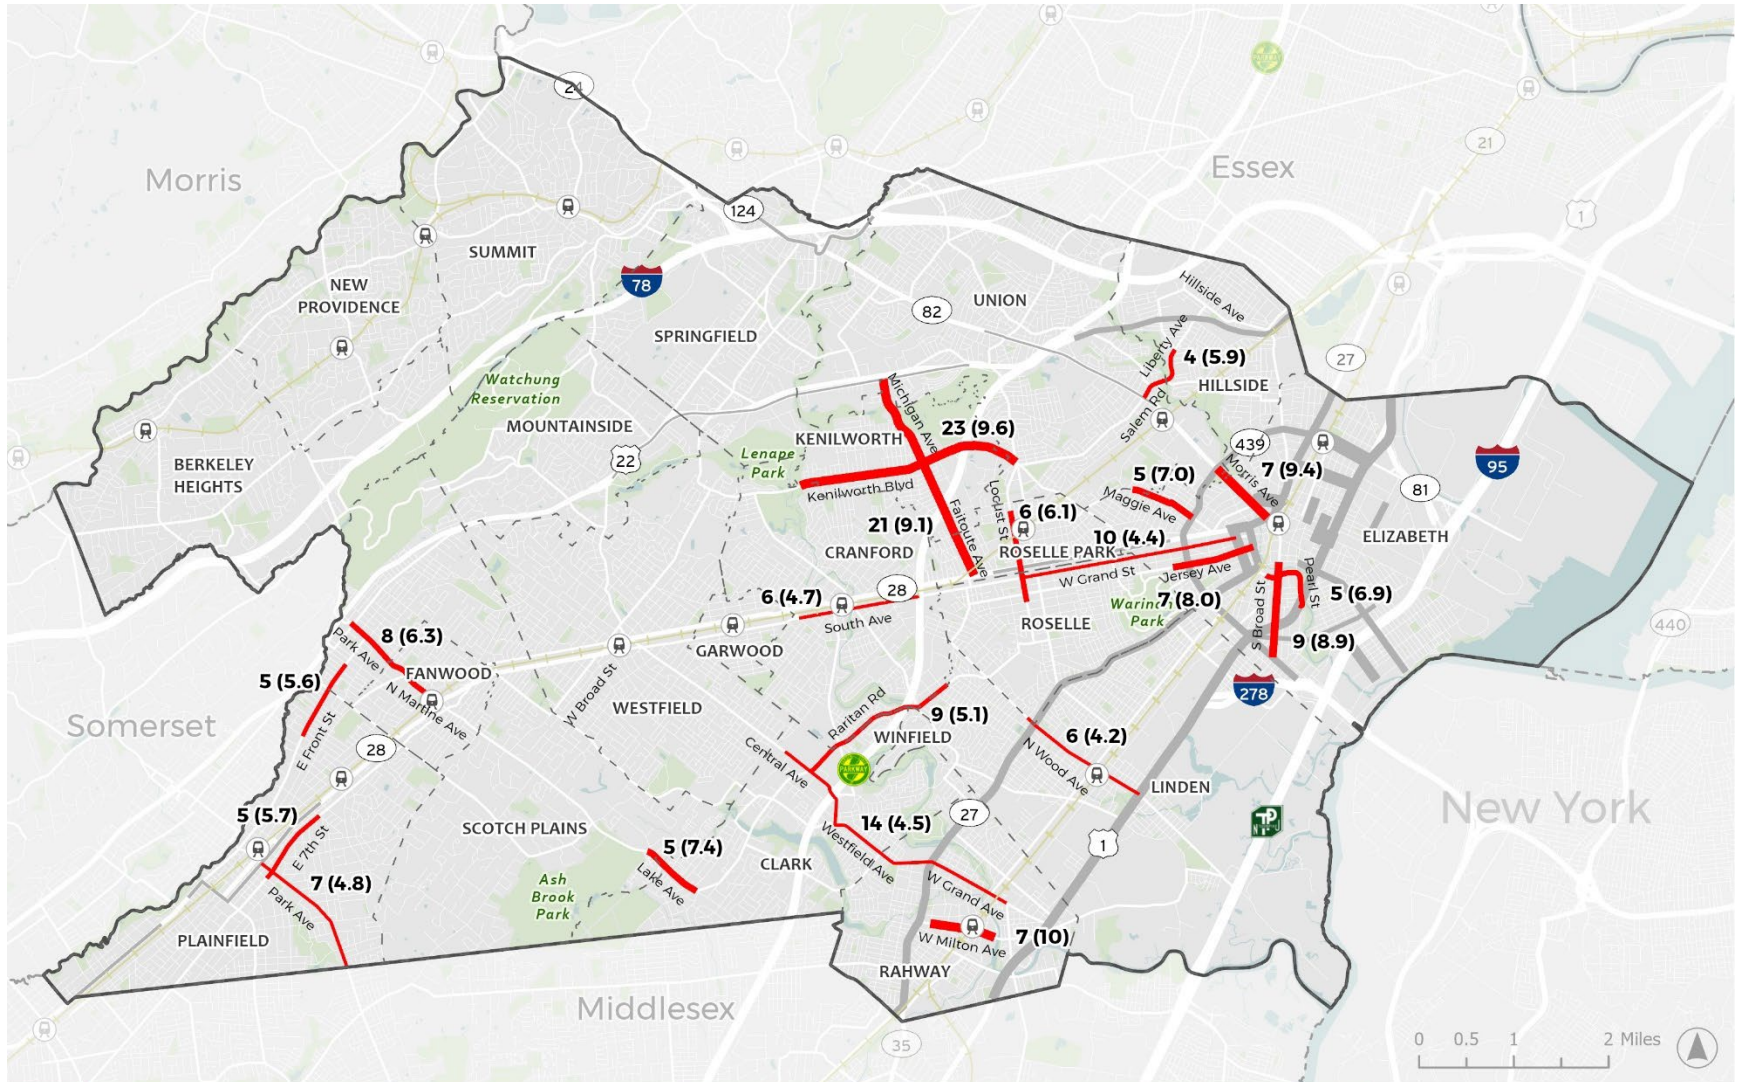 24
Morris
Essex
21
1
124
SUMMIT
NEW
PROVIDENCE
78
82
UNION
Hillside Ave
SPRINGFIELD
27
Liberty Ave
4 (5.9)
HILLSIDE
Watchung
Reservation
MOUNTAINSIDE
Michigan Ave
Salem Rd
KENILWORTH
23 (9.6)
439
22
Lenape
Park
95
BERKELEY
HEIGHTS
Kenilworth Blvd
5 (7.0)
Morris Ave
7 (9.4)
81
Maggie Ave
Locust St
6 (6.1)
21 (9.1)
Faitoute Ave
10 (4.4)
ELIZABETH
CRANFORD
ROSELLE PARK
W Grand St
Jersey Ave
28
6 (4.7)
South Ave
Warinanco
Park
7 (8.0)
Pearl St
5 (6.9)
S Broad St
ROSELLE
440
8 (6.3)
Park Ave
GARWOOD
9 (8.9)
FANWOOD
5 (5.6)
N Martine Ave
W Broad St
278
WESTFIELD
Raritan Rd
9 (5.1)
WINFIELD
Somerset
E Front St
28
6 (4.2)
N Wood Ave
Central Ave
PARKWAY
LINDEN
New York
5 (5.7)
E 7th St
SCOTCH PLAINS
27
14 (4.5)
Westfield Ave
TP
N J
1
5 (7.4)
Lake Ave
CLARK
7 (4.8)
Park Ave
Ash
Brook
Park
W Grand Ave
PLAINFIELD
W Milton Ave
7 (10)
RAHWAY
Middlesex
35
0 0.5 1 2 Miles